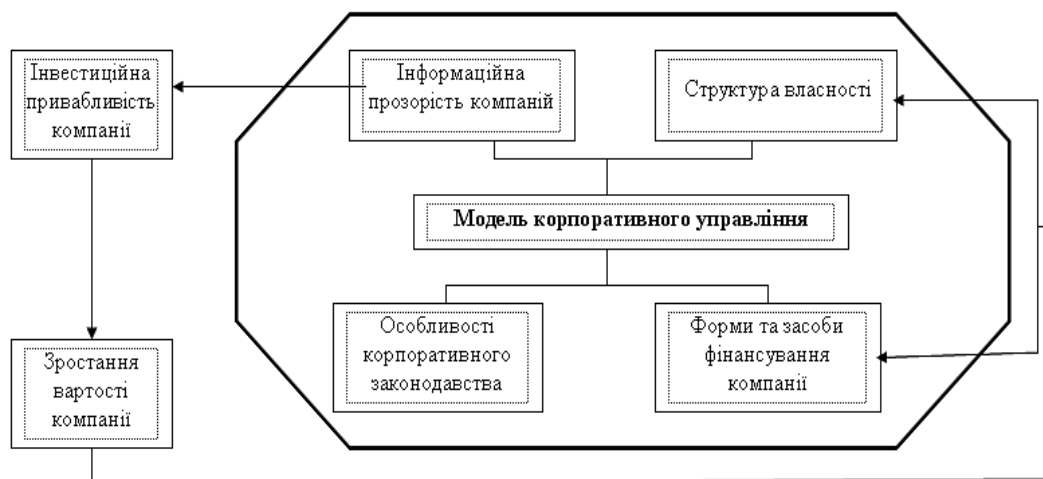 Інвестиційна
привабливість
компанії
Інформаційна
прозорість компаній
Структура власності
Модель корпоративного управління
Особливості
корпоративного
законодавства
Форми та засоби
фінансування
компанії
Зростання
вартості
компанії